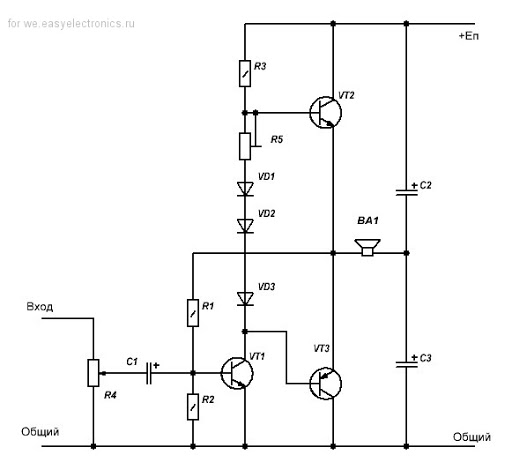 for we.easyelectronics.ru
+Еп
R3
VT2
R5
VD1
C2
VD2
BA1
VD3
Вход
R1
C1
VT1
VT3
C3
R4
R2
Общий
Общий